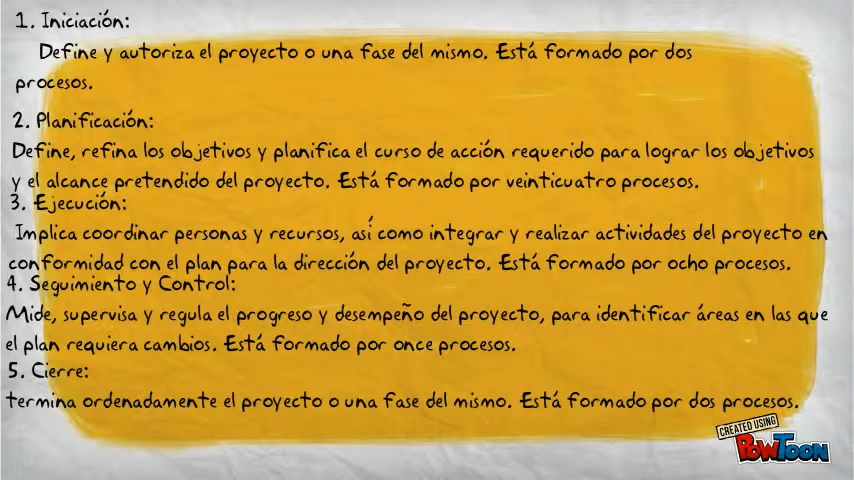 1. Iniciación:
Define y autoriza el proyecto o una fase del mismo. Está formado por dos
procesos.
2. Planificación:
Define, refina los objetivos y planifica el curso de acción requerido para lograr los objetivos
y el alcance pretendido del proyecto. Está formado por veinticuatro procesos.
3. Ejecución:
Implica coordinar personas y recursos, así como integrar y realizar actividades del proyecto en
conformidad con el plan para la dirección del proyecto. Está formado por ocho procesos.
4. Seguimiento y Control:
Mide, supervisa y regula el progreso y desempeño del proyecto, para identificar áreas en las que
el plan requiera cambios. Está formado por once procesos.
5. Cierre:
termina ordenadamente el proyecto o una fase del mismo. Está formado por dos procesos.
CREATED USING
POWTOON